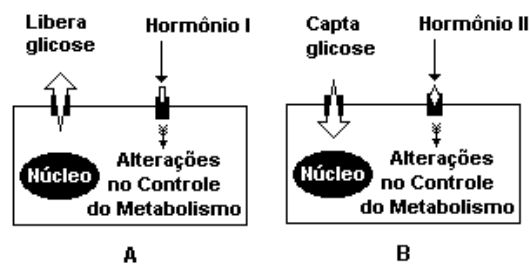 Libera
glicose
Hormônio I
Núcleo
Alterações
no Controle
do Metabolismo
A
Capta
glicose
Hormônio II
Núcleo
Alterações
no Controle
do Metabolismo
B